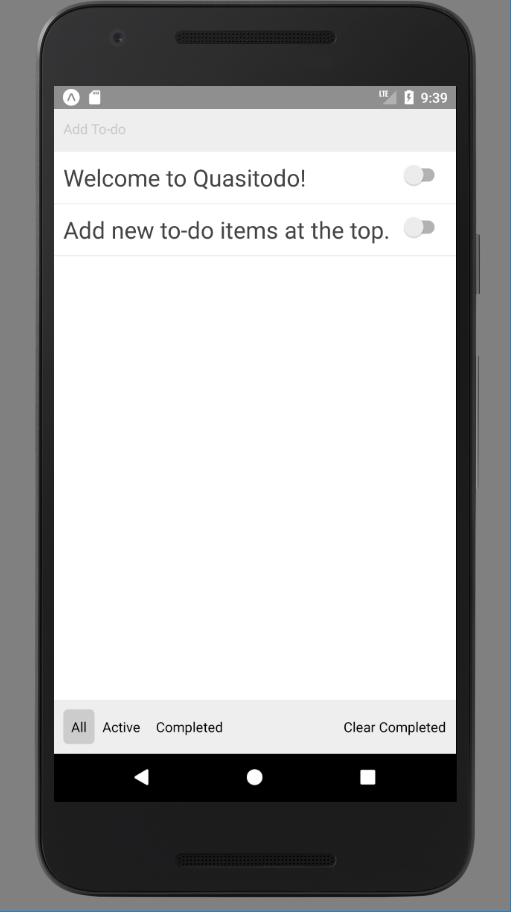 LTE 9:39
Add To-do
Welcome to Quasitodo!
Add new to-do items at the top.
All Active Completed Clear Completed